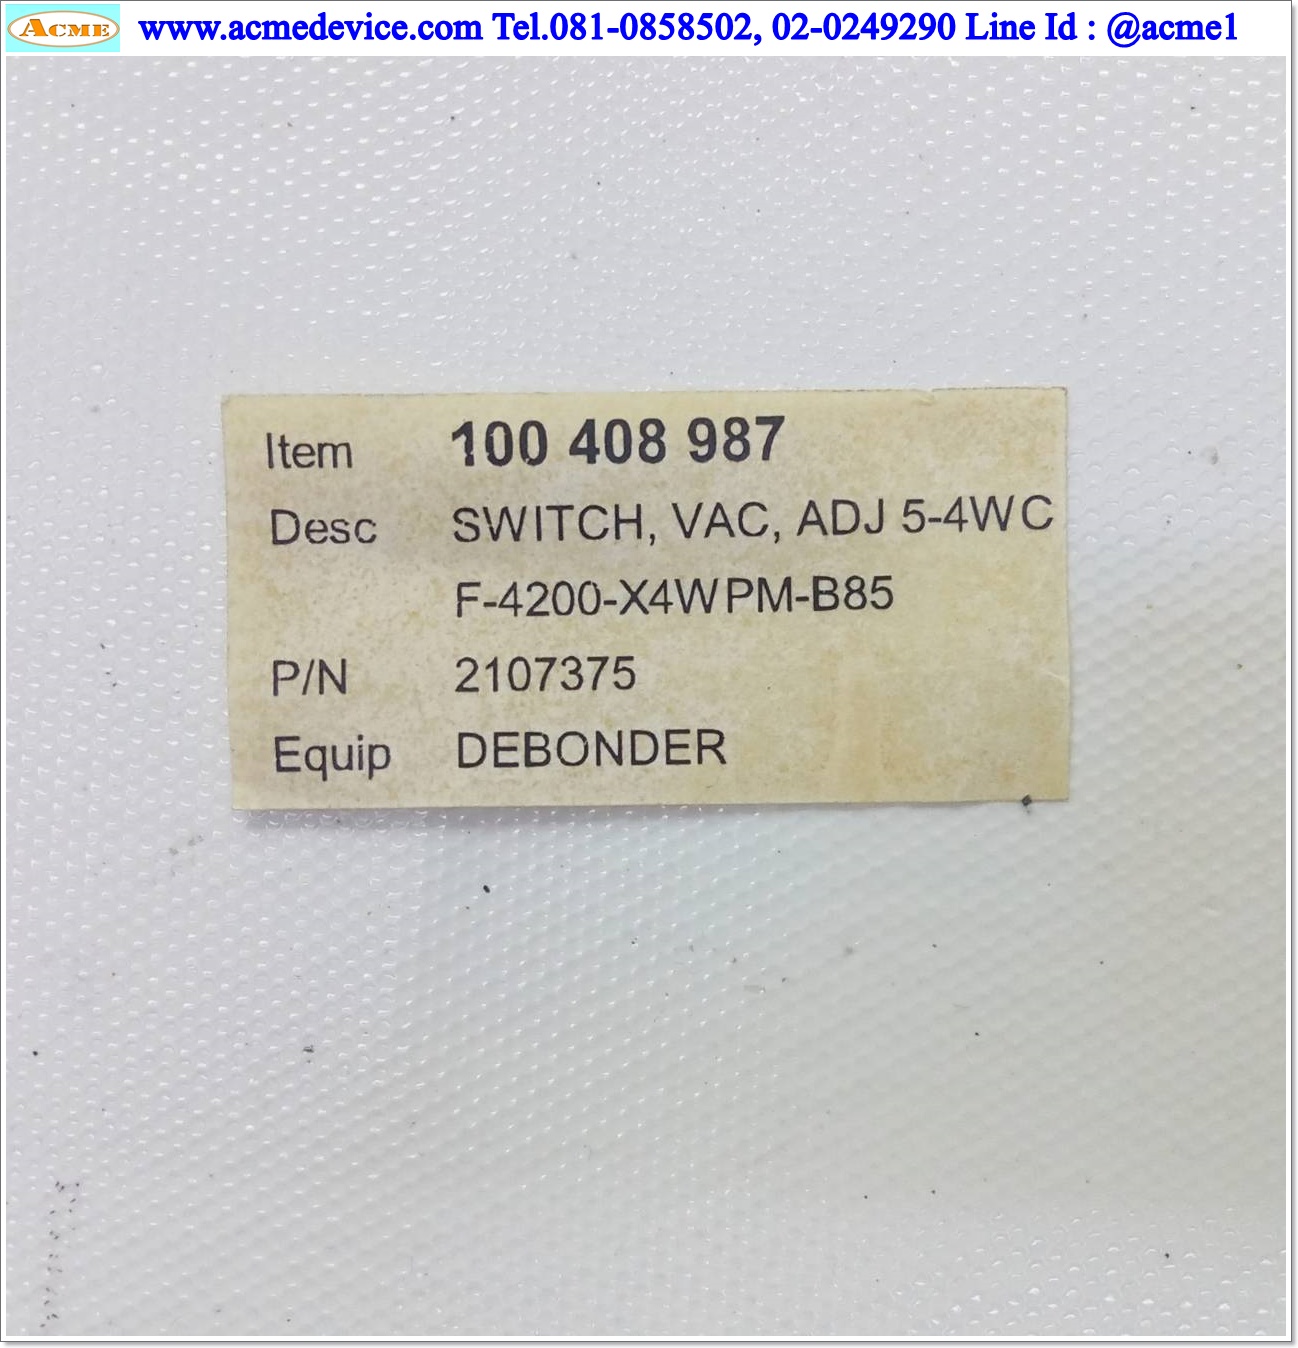 ACME www.acmedevice.com Tel.081-0858502, 02-0249290 Line Id : @acme1
Item 100 408 987
Desc SWITCH, VAC, ADJ 5-4WC
F-4200-X4WPM-B85
P/N 2107375
Equip DEBONDER